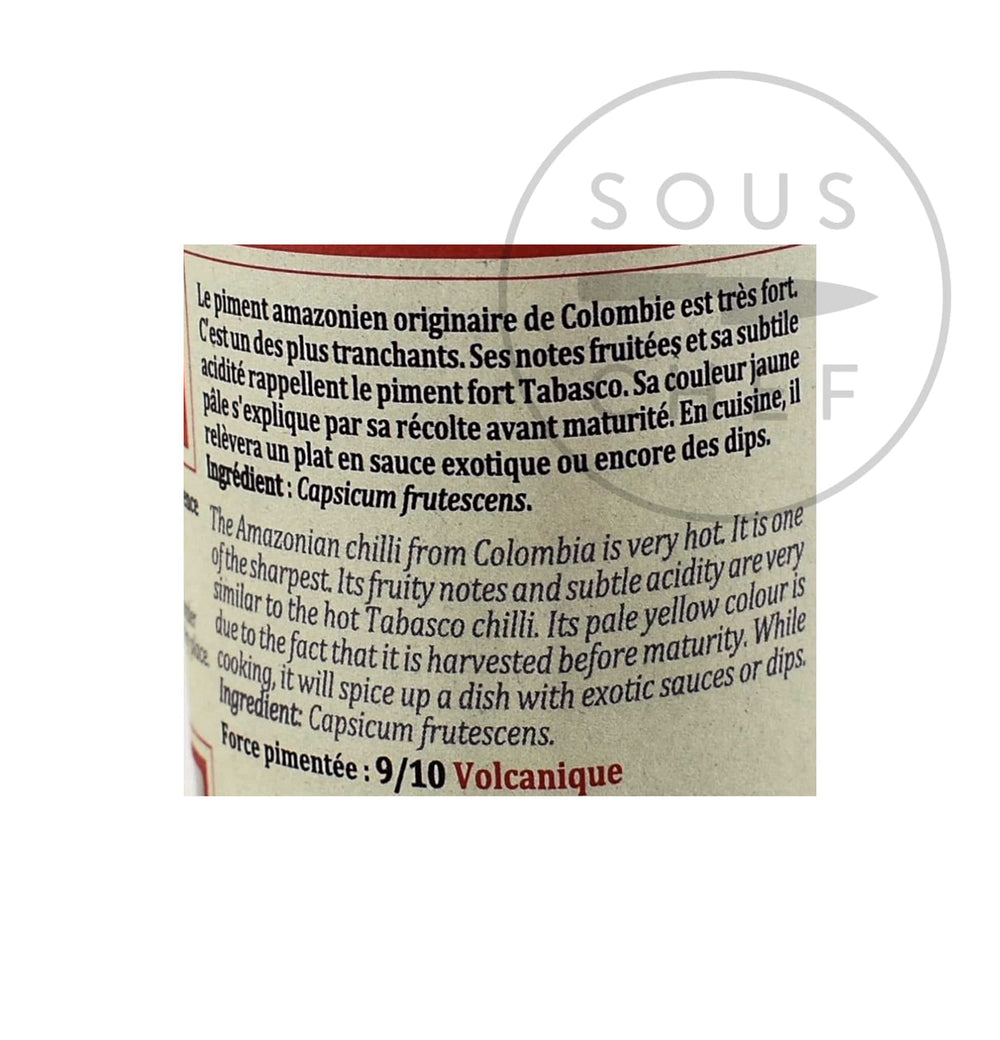 SOUS
CHEF
Le piment amazonien originaire de Colombie est très fort.
C'est un des plus tranchants. Ses notes fruitées et sa subtile
acidité rappellent le piment fort Tabasco. Sa couleur jaune
pâle s'explique par sa récolte avant maturité. En cuisine, il
relèvera un plat en sauce exotique ou encore des dips.
Ingrédient : Capsicum frutescens.
The Amazonian chilli from Colombia is very hot. It is one
of the sharpest. Its fruity notes and subtle acidity are very
similar to the hot Tabasco chilli. Its pale yellow colour is
due to the fact that it is harvested before maturity. While
cooking, it will spice up a dish with exotic sauces or dips.
Ingredient: Capsicum frutescens.
Force pimentée : 9/10 Volcanique